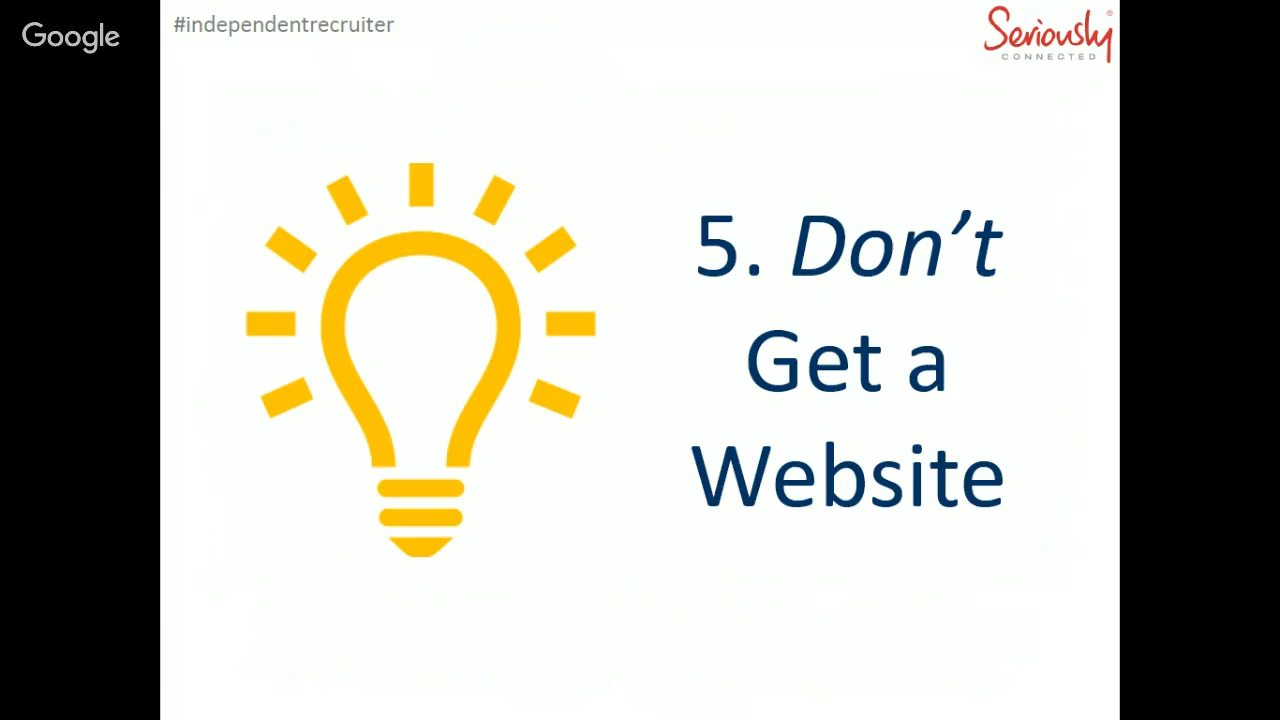 Google
#independentrecruiter
Seriously®
CONNECTED
5. Don’t
Get a
Website